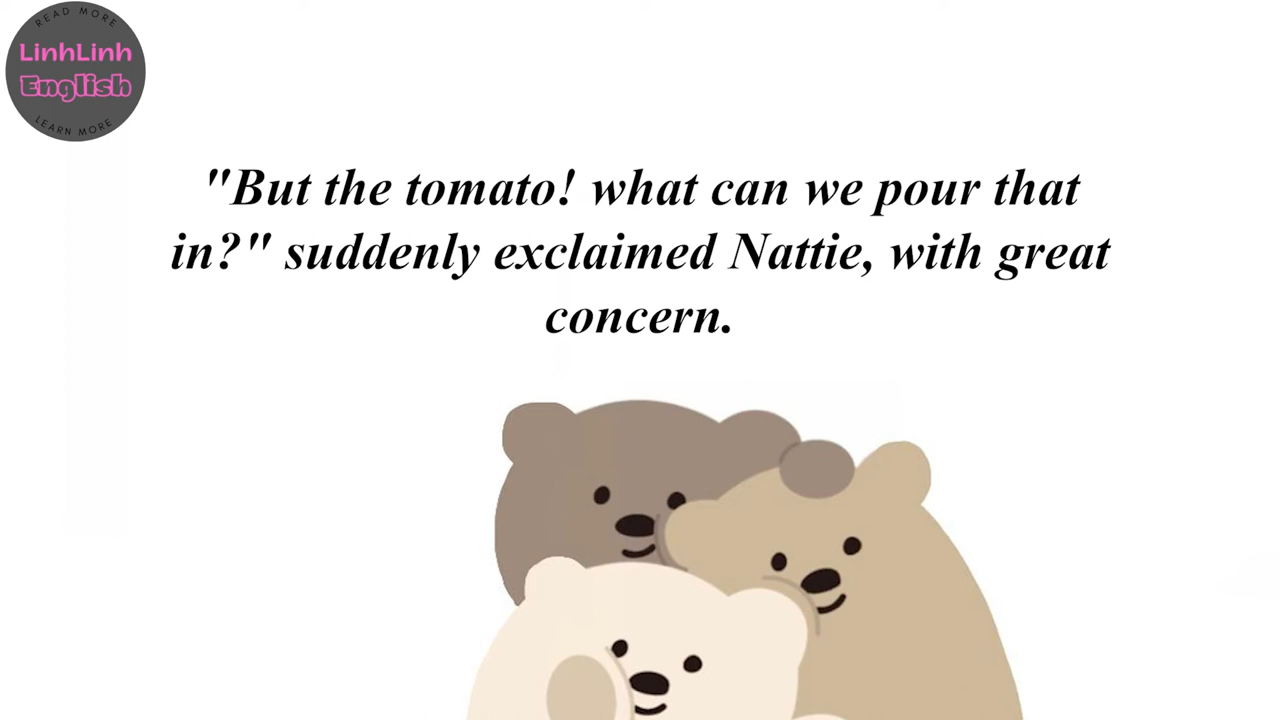 READ MORE
LinhLinh
English
LEARN MORE
"But the tomato! what can we pour that
in?" suddenly exclaimed Nattie, with great
concern.